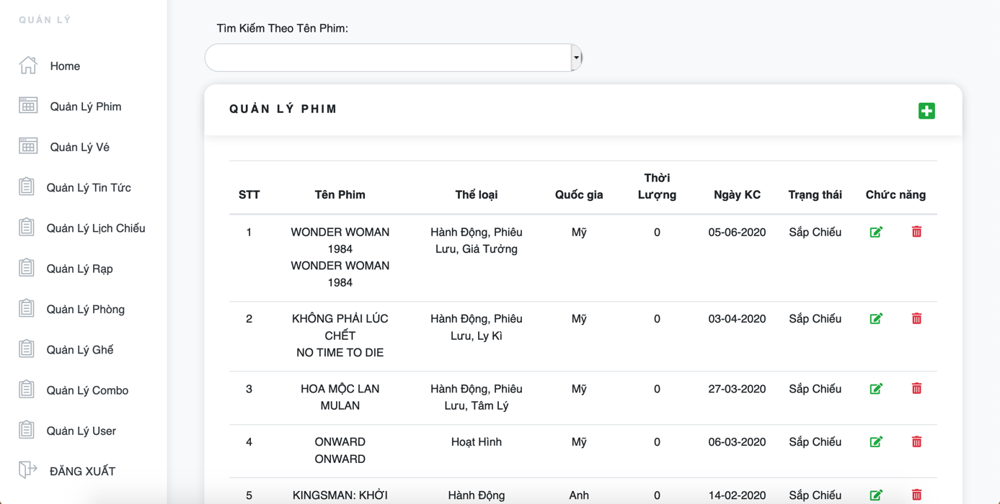 QUẢN LÝ
Home
Quản Lý Phim
Quản Lý Vé
Quản Lý Tin Tức
Quản Lý Lịch Chiếu
Quản Lý Rạp
Quản Lý Phòng
Quản Lý Ghế
Quản Lý Combo
Quản Lý User
ĐĂNG XUẤT
Tìm Kiếm Theo Tên Phim:
QUẢN LÝ PHIM
STT Tên Phim Thể loại Quốc gia Thời Lượng Ngày KC Trạng thái Chức năng
1 WONDER WOMAN Hành Động, Phiêu Mỹ 0 05-06-2020 Sắp Chiếu
1984 Lưu, Giả Tưởng
WONDER WOMAN
1984
2 KHÔNG PHẢI LÚC Hành Động, Phiêu Mỹ 0 03-04-2020 Sắp Chiếu
CHẾT Lưu, Ly Kì
NO TIME TO DIE
3 HOA MỘC LAN Hành Động, Phiêu Mỹ 0 27-03-2020 Sắp Chiếu
MULAN Lưu, Tâm Lý
4 ONWARD Hoạt Hình Mỹ 0 06-03-2020 Sắp Chiếu
ONWARD
5 KINGSMAN: KHỞI Hành Động Anh 0 14-02-2020 Sắp Chiếu